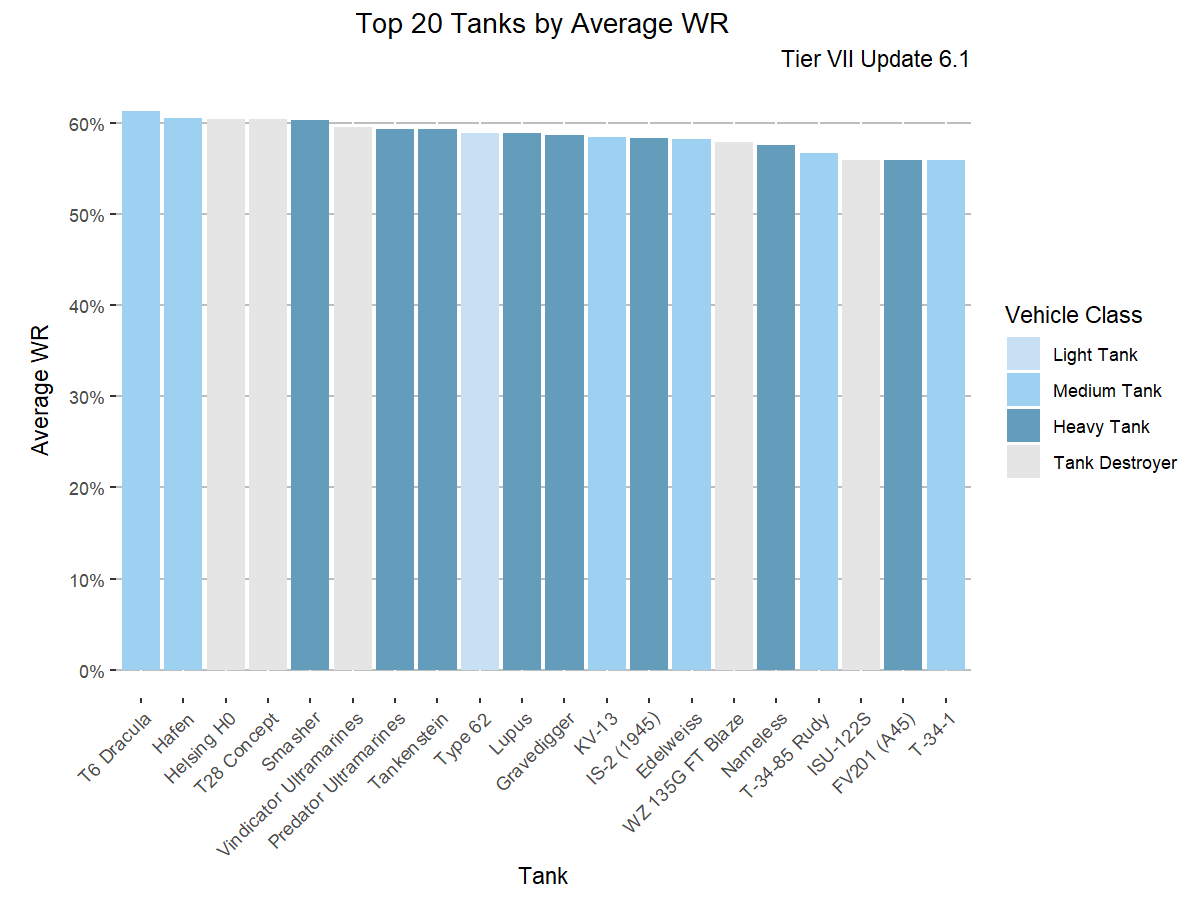 Top 20 Tanks by Average WR
Tier VII Update 6.1
60%
50%
40%
30%
20%
10%
0%
Average WR
T6 Dracula
Hafen
Helsing H0
T28 Concept
Smasher
Vindicator Ultramarines
Predator Ultramarines
Tankenstein
Type 62
Lupus
Gravedigger
KV-13
IS-2 (1945)
Edelweiss
WZ 135G FT Blaze
Nameless
T-34-85 Rudy
ISU-122S
FV201 (A45)
T-34-1
Tank
Vehicle Class
Light Tank
Medium Tank
Heavy Tank
Tank Destroyer